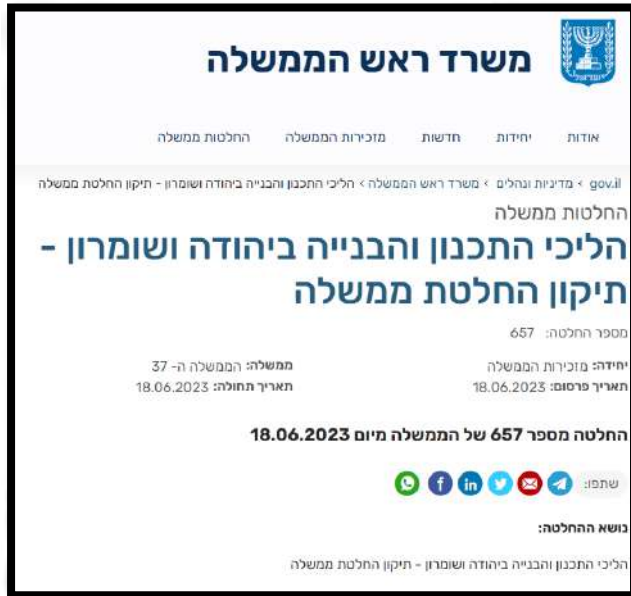 משרד ראש הממשלה
אודות יחידות חדשות מזכירות הממשלה החלטות ממשלה
gov.il › מדיניות ונהלים › משרד ראש הממשלה › הליכי התכנון והבנייה ביהודה ושומרון - תיקון החלטת ממשלה
החלטות ממשלה
הליכי התכנון והבנייה ביהודה ושומרון -
תיקון החלטת ממשלה
מספר החלטה: 657
יחידה: מזכירות הממשלה ממשלה: הממשלה ה- 37
תאריך פרסום: 18.06.2023 תאריך תחולה: 18.06.2023
החלטה מספר 657 של הממשלה מיום 18.06.2023
שתפו:
נושא ההחלטה:
הליכי התכנון והבנייה ביהודה ושומרון - תיקון החלטת ממשלה